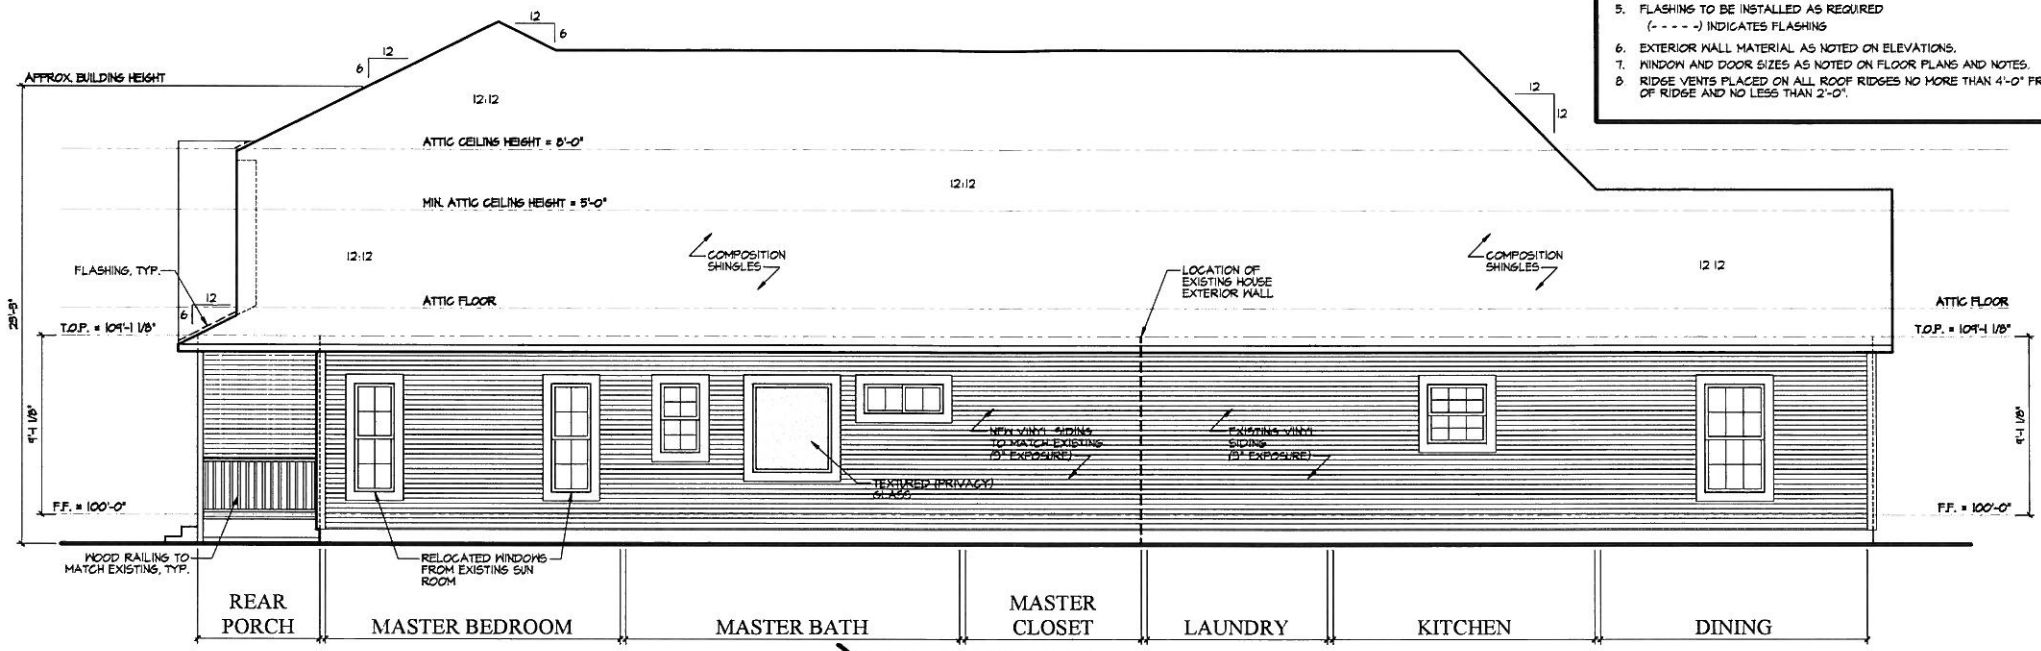 5. FLASHING TO BE INSTALLED AS REQUIRED
(- - - - -) INDICATES FLASHING
6. EXTERIOR WALL MATERIAL AS NOTED ON ELEVATIONS.
7. WINDOW AND DOOR SIZES AS NOTED ON FLOOR PLANS AND NOTES.
8. RIDGE VENTS PLACED ON ALL ROOF RIDGES NO MORE THAN 4'-0" FR
OF RIDGE AND NO LESS THAN 2'-0".
12
6
12
6
APPROX. BUILDING HEIGHT
12:12
12
12
ATTIC CEILING HEIGHT = 8'-0"
12:12
MIN. ATTIC CEILING HEIGHT = 5'-0"
12:12
COMPOSITION
SHINGLES
COMPOSITION
SHINGLES
12 12
FLASHING, TYP.
LOCATION OF
EXISTING HOUSE
EXTERIOR WALL
12
6
ATTIC FLOOR
ATTIC FLOOR
T.O.P. = 109'-1 1/8"
T.O.P. = 109'-1 1/8"
9'-1 1/8"
9'-1 1/8"
NEW VINYL SIDING
TO MATCH EXISTING
(9" EXPOSURE)
EXISTING VINYL
SIDING
(9" EXPOSURE)
TEXTURED (PRIVACY)
GLASS
F.F. = 100'-0"
F.F. = 100'-0"
WOOD RAILING TO
MATCH EXISTING, TYP.
RELOCATED WINDOWS
FROM EXISTING SUN
ROOM
REAR
PORCH
MASTER BEDROOM
MASTER BATH
MASTER
CLOSET
LAUNDRY
KITCHEN
DINING